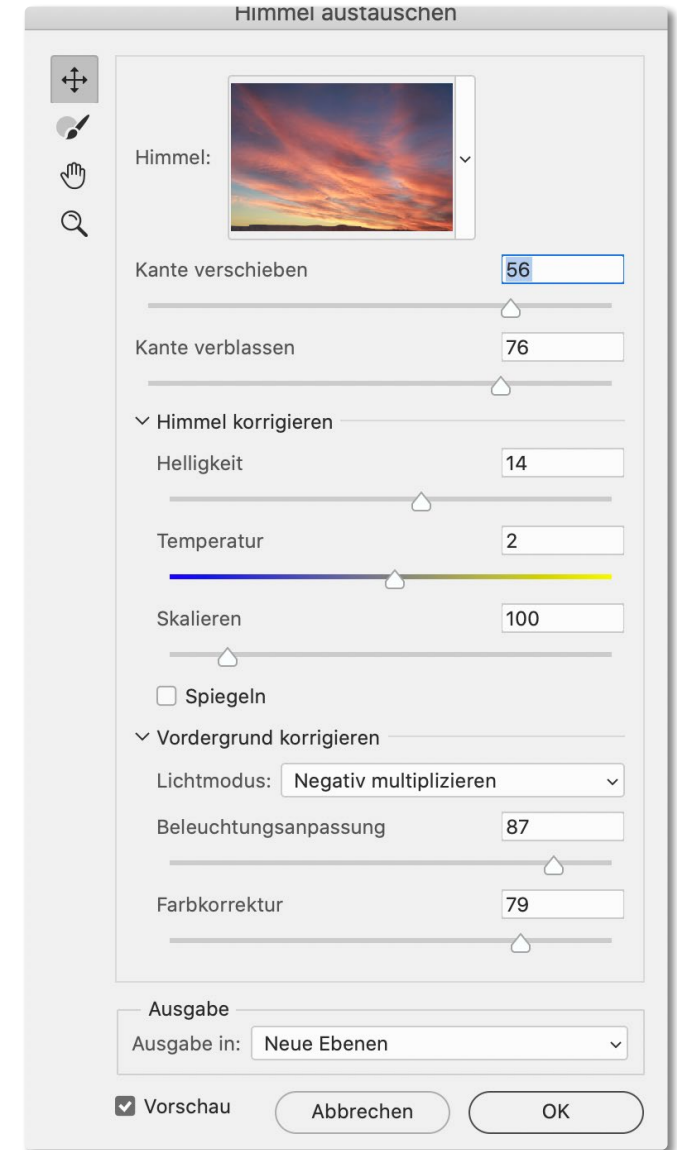 Himmel austauschen
Himmel:
Kante verschieben 56
Kante verblassen 76
Himmel korrigieren
Helligkeit 14
Temperatur 2
Skalieren 100
Spiegeln
Vordergrund korrigieren
Lichtmodus: Negativ multiplizieren
Beleuchtungsanpassung 87
Farbkorrektur 79
Ausgabe
Ausgabe in: Neue Ebenen
Vorschau Abbrechen OK